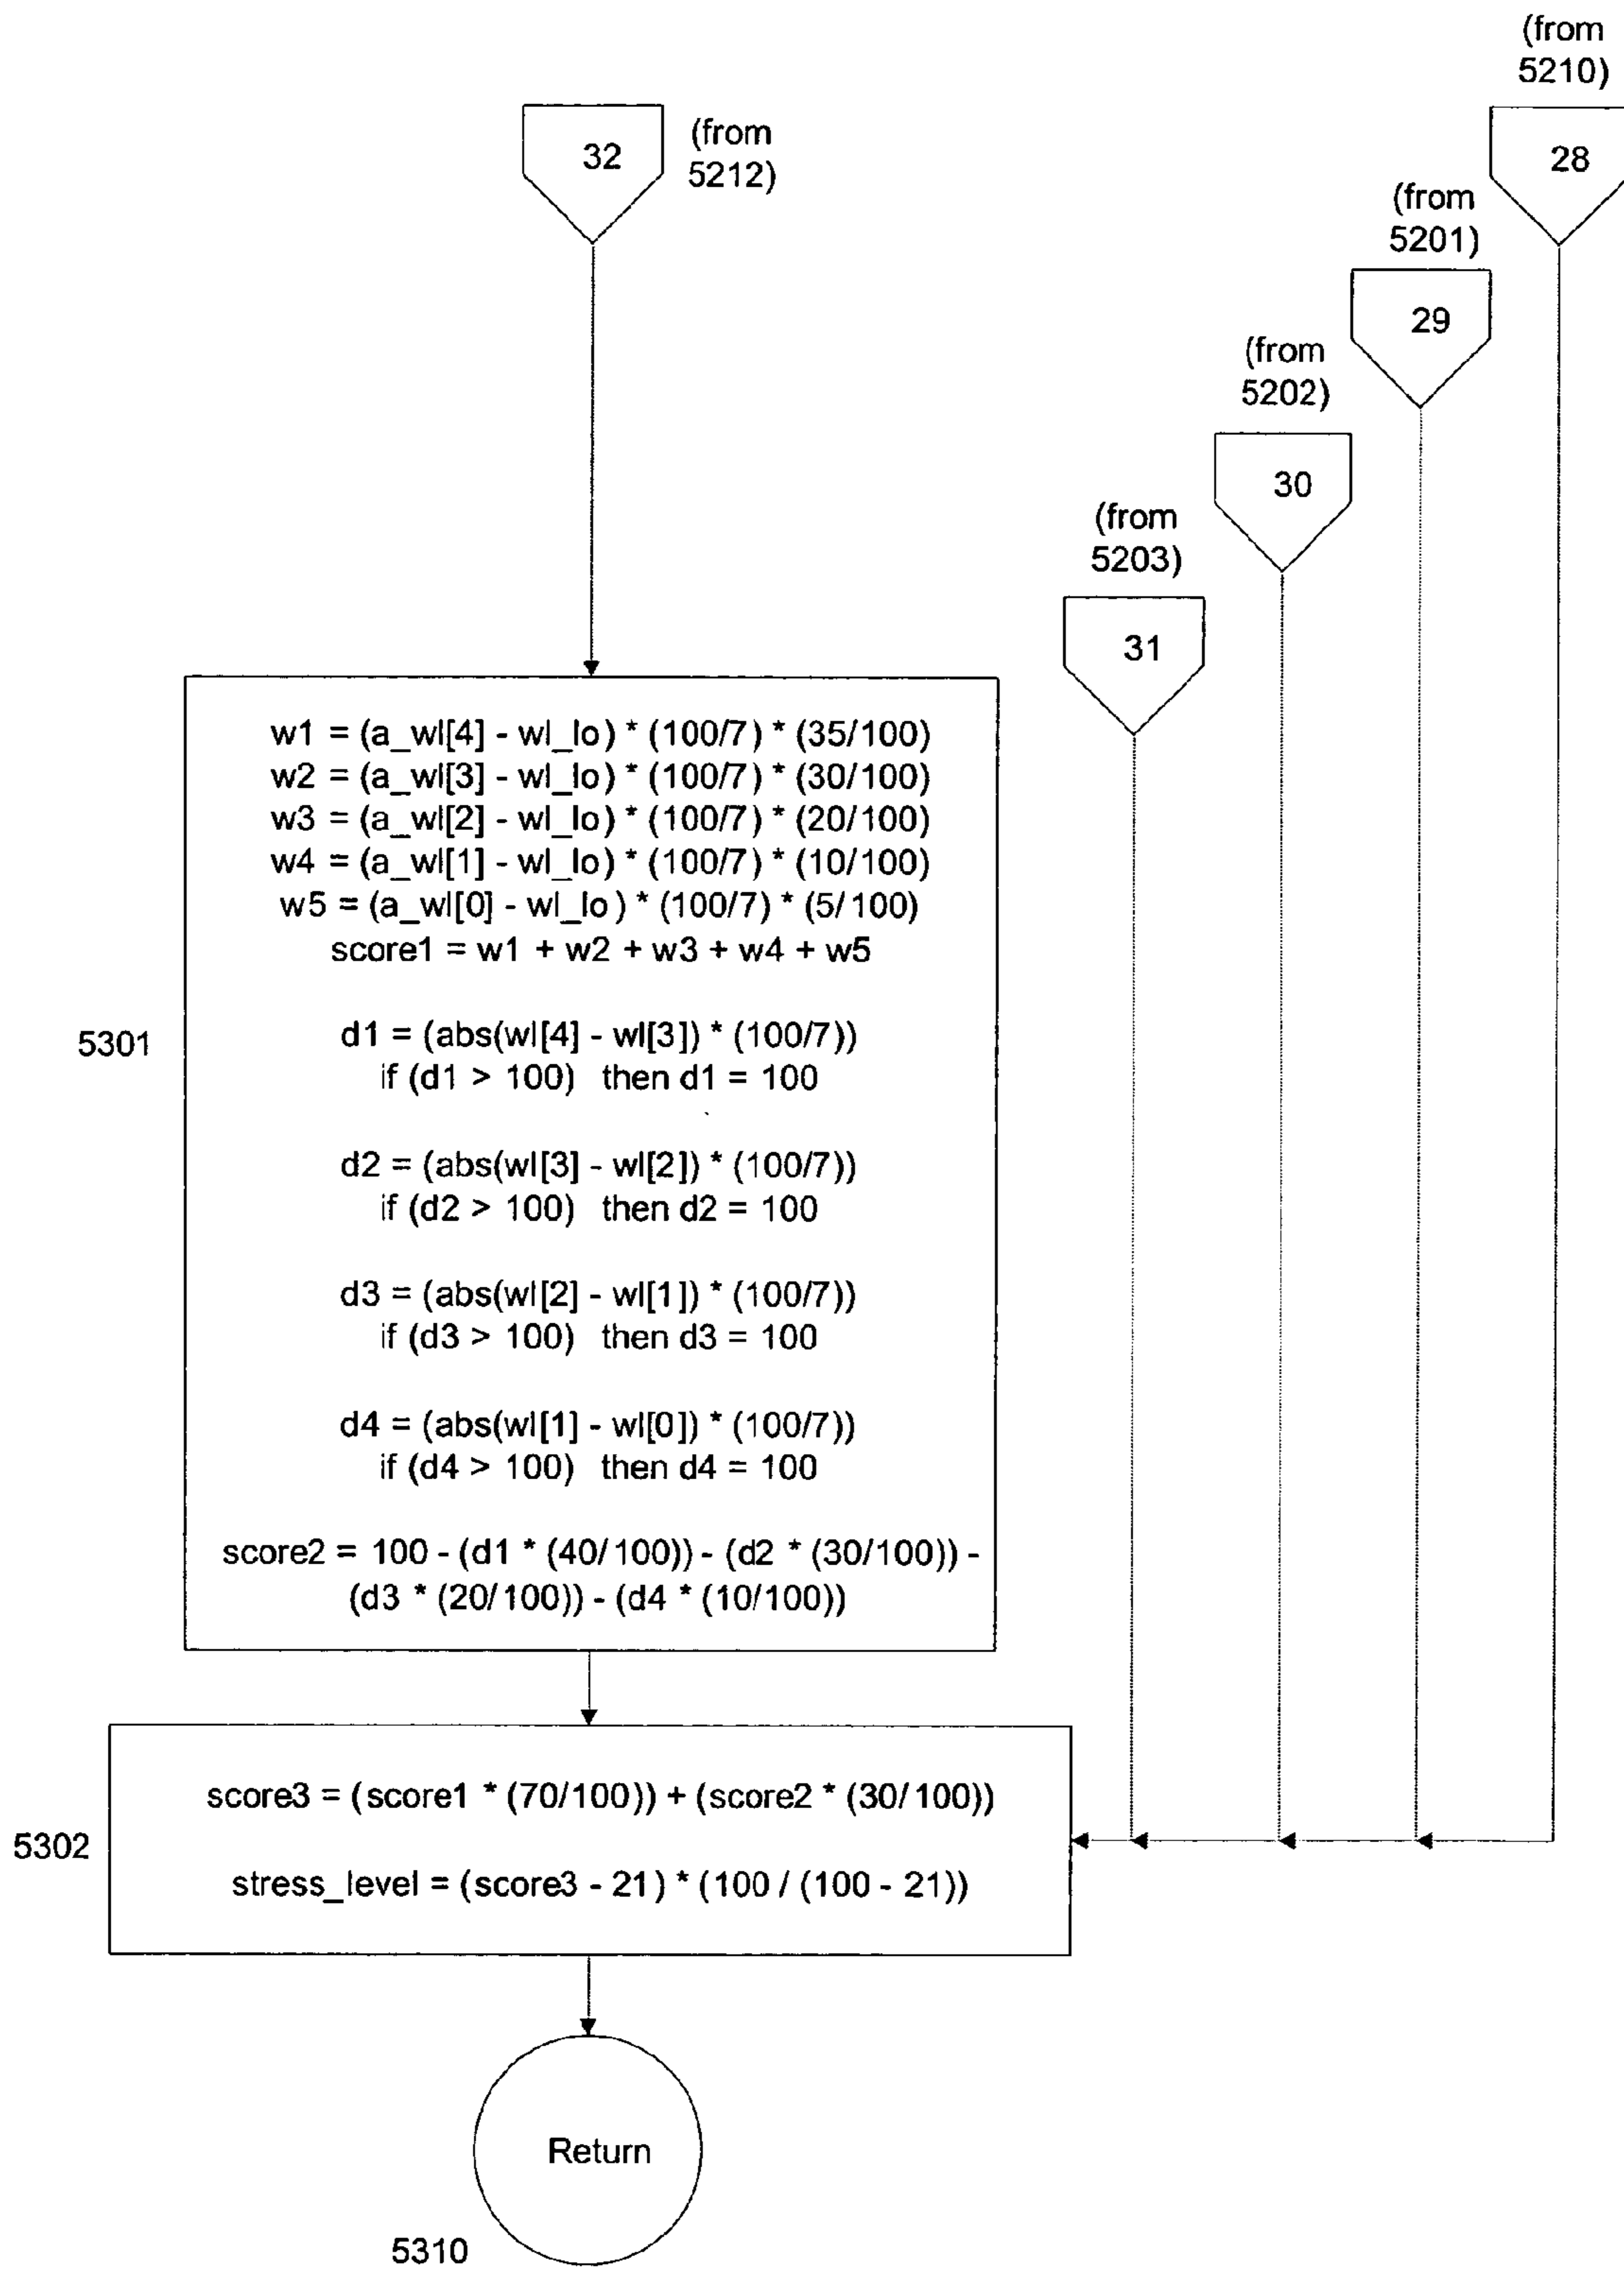 (from
5210)
32
(from
5212)
28
(from
5201)
29
(from
5202)
30
(from
5203)
31
w1 = (a_wl[4] - wl_lo) * (100/7) * (35/100)
w2 = (a_wl[3] - wl_lo) * (100/7) * (30/100)
w3 = (a_wl[2] - wl_lo) * (100/7) * (20/100)
w4 = (a_wl[1] - wl_lo) * (100/7) * (10/100)
w5 = (a_wl[0] - wl_lo) * (100/7) * (5/100)
score1 = w1 + w2 + w3 + w4 + w5
5301
d1 = (abs(wl[4] - wl[3]) * (100/7))
if (d1 > 100) then d1 = 100
d2 = (abs(wl[3] - wl[2]) * (100/7))
if (d2 > 100) then d2 = 100
d3 = (abs(wl[2] - wl[1]) * (100/7))
if (d3 > 100) then d3 = 100
d4 = (abs(wl[1] - wl[0]) * (100/7))
if (d4 > 100) then d4 = 100
score2 = 100 - (d1 * (40/100)) - (d2 * (30/100)) -
(d3 * (20/100)) - (d4 * (10/100))
score3 = (score1 * (70/100)) + (score2 * (30/100))
5302
stress_level = (score3 - 21) * (100 / (100 - 21))
Return
5310